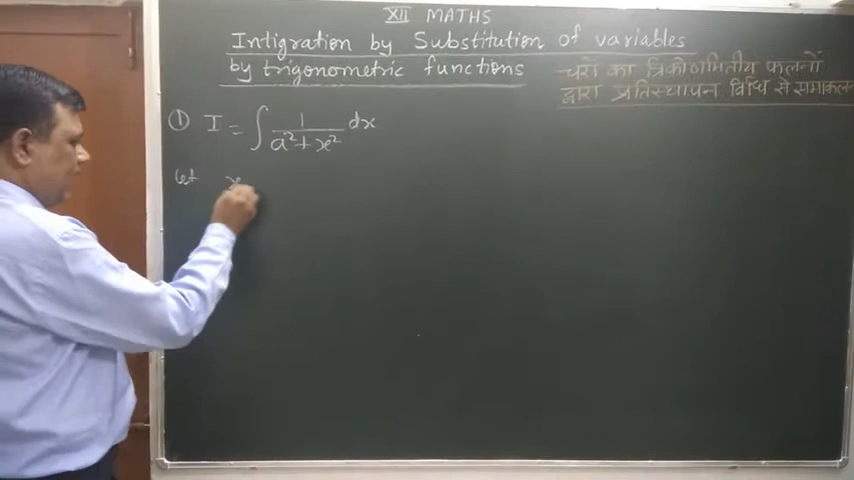 XII MATHS
Intigration by Substitution of variables
by trigonometric functions
चरों का त्रिकोणमितीय फलनों
द्वारा प्रतिस्थापन विधि से समाकलन
① I = ∫ 1/(a²+x²) dx
let x